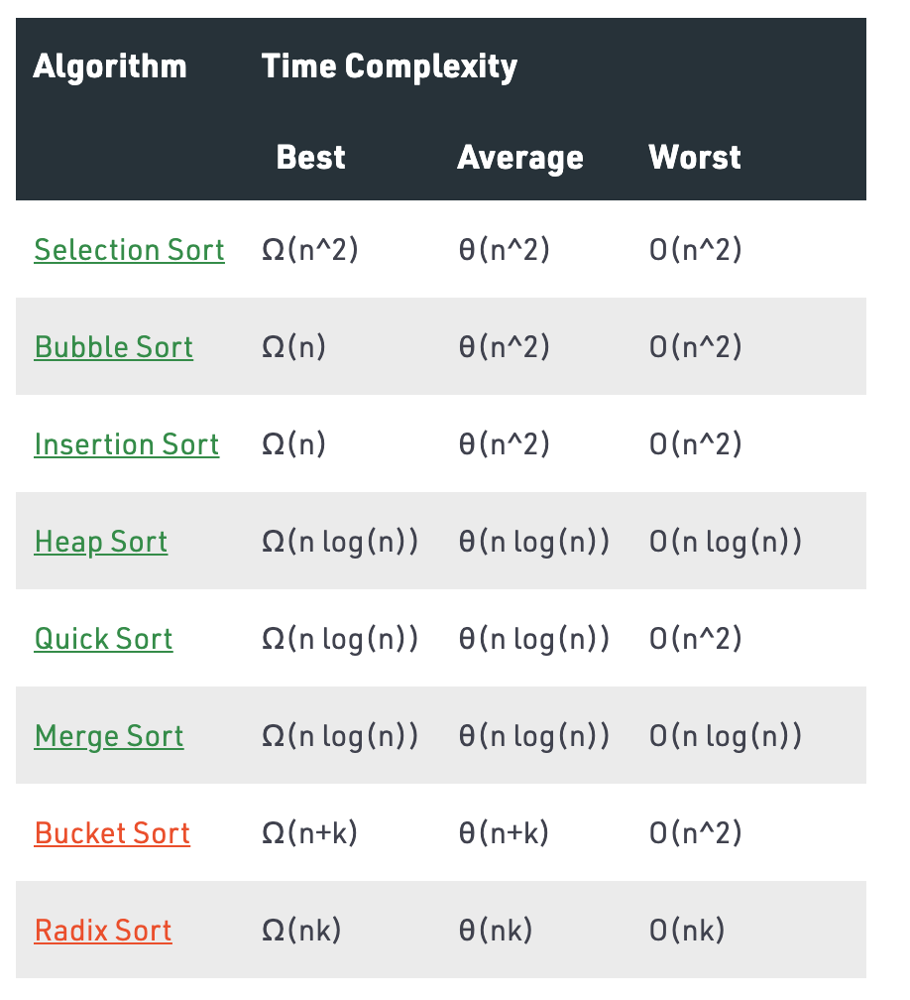 Algorithm Time Complexity
Best Average Worst
Selection Sort Ω(n^2) θ(n^2) O(n^2)
Bubble Sort Ω(n) θ(n^2) O(n^2)
Insertion Sort Ω(n) θ(n^2) O(n^2)
Heap Sort Ω(n log(n)) θ(n log(n)) O(n log(n))
Quick Sort Ω(n log(n)) θ(n log(n)) O(n^2)
Merge Sort Ω(n log(n)) θ(n log(n)) O(n log(n))
Bucket Sort Ω(n+k) θ(n+k) O(n^2)
Radix Sort Ω(nk) θ(nk) O(nk)